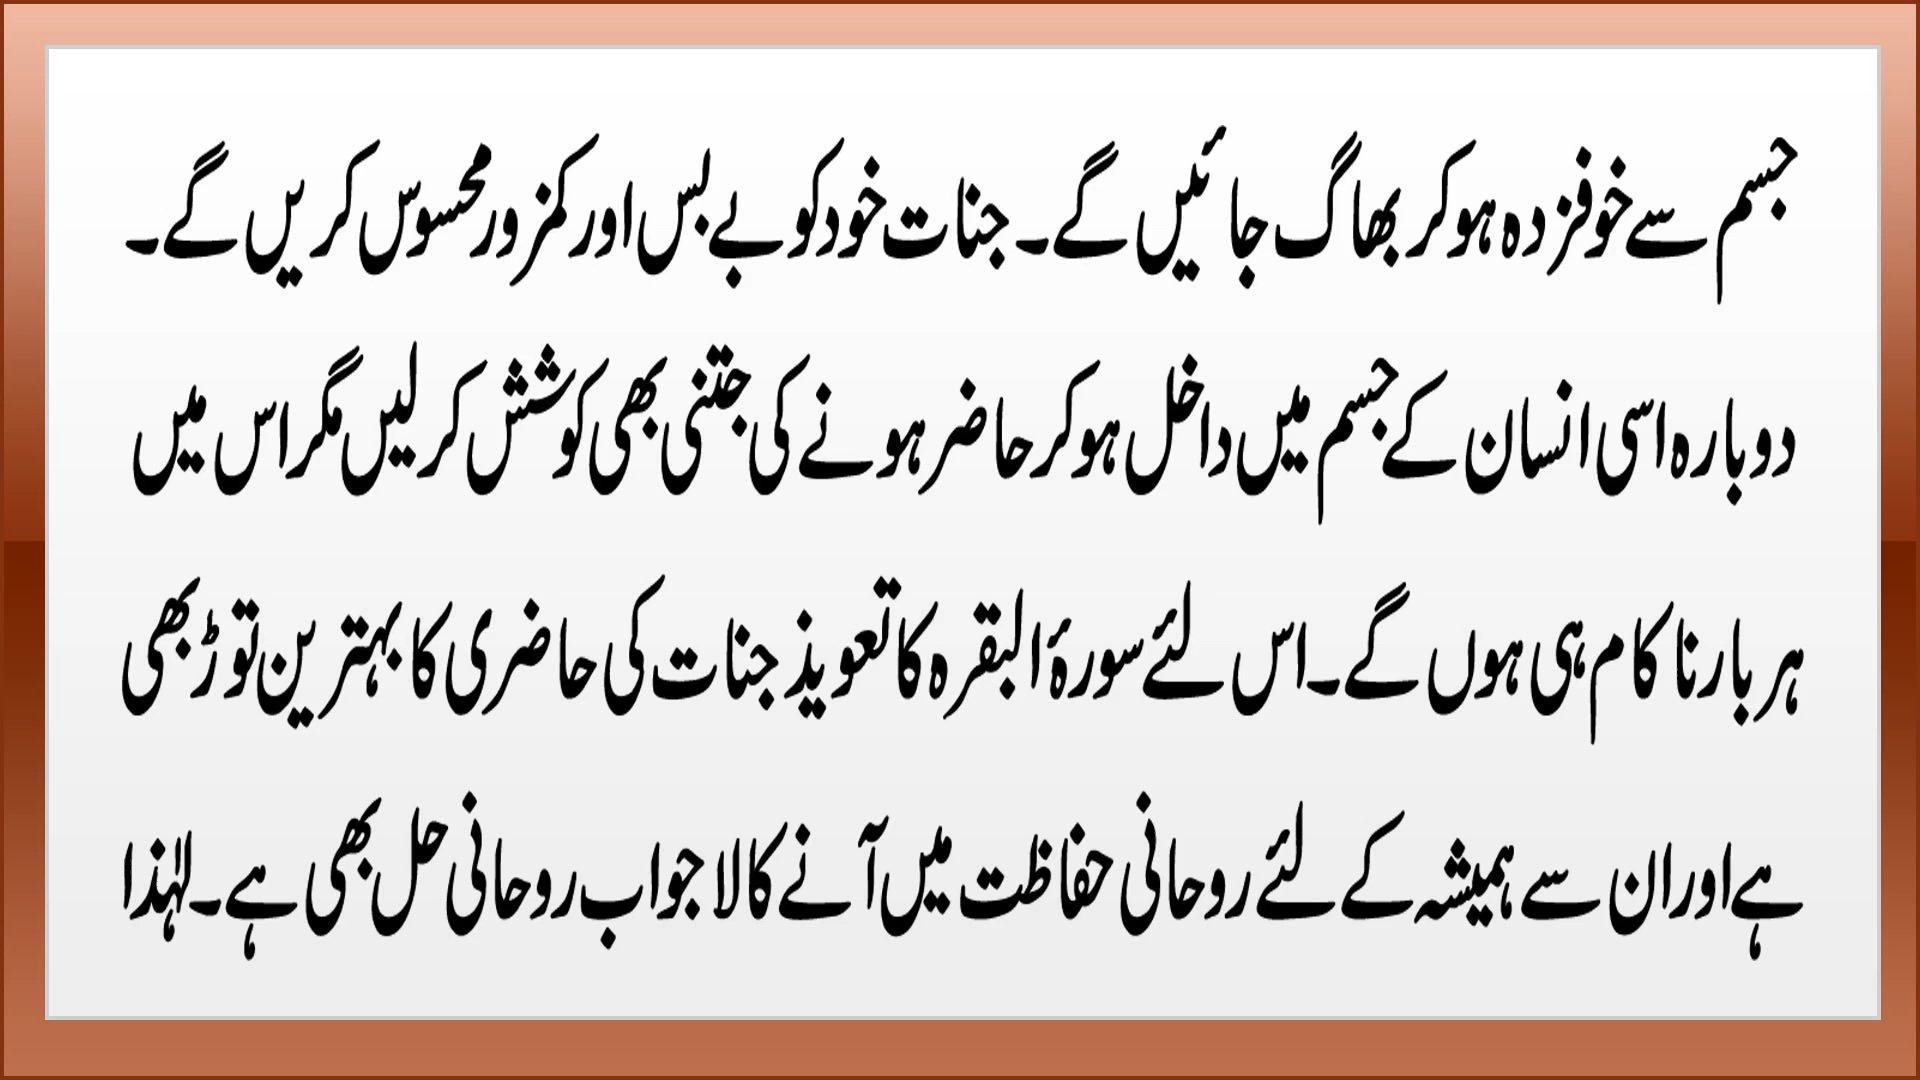 جسم سے خوفزدہ ہوکر بھاگ جائیں گے۔ جنات خود کو بے بس اور کمزور محسوس کریں گے۔
دوبارہ اسی انسان کے جسم میں داخل ہوکر حاضر ہونے کی جتنی بھی کوشش کرلیں مگر اس میں
ہر بار ناکام ہی ہوں گے۔اس لئے سورۂ البقرہ کا تعویذ جنات کی حاضری کا بہترین توڑ بھی
ہے اور ان سے ہمیشہ کے لئے روحانی حفاظت میں آنے کا لاجواب روحانی حل بھی ہے۔لہٰذا